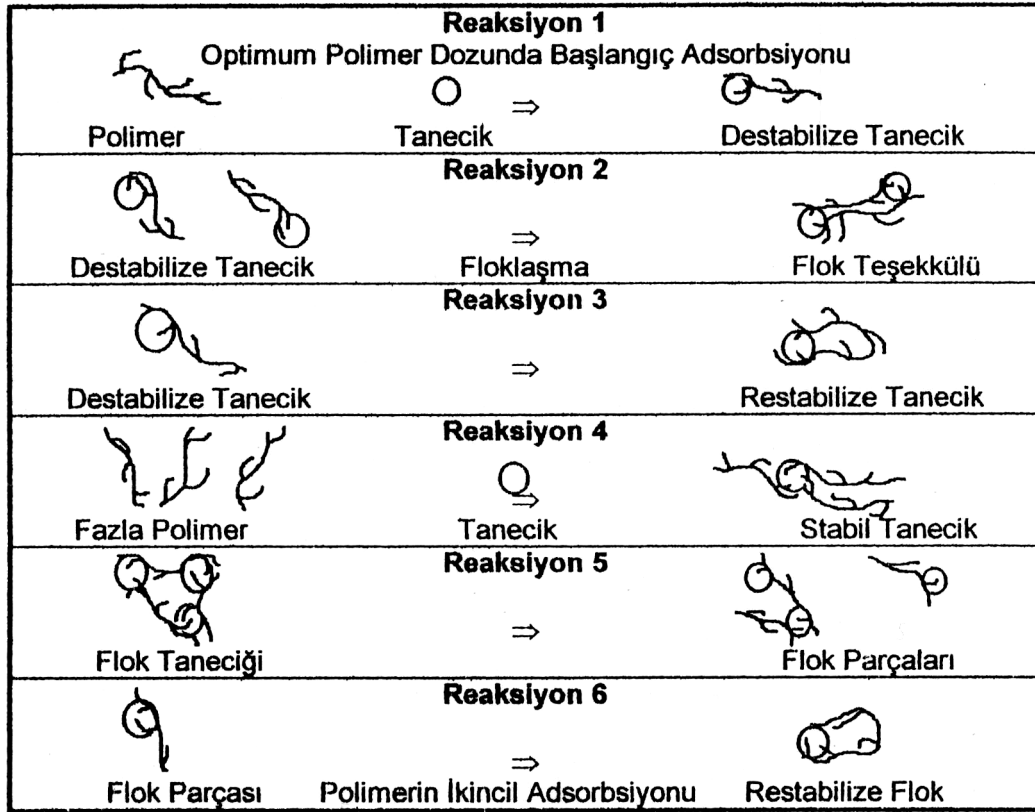 Reaksiyon 1
Optimum Polimer Dozunda Başlangıç Adsorbsiyonu
⇒
Polimer Tanecik Destabilize Tanecik
Reaksiyon 2
⇒
Destabilize Tanecik Floklaşma Flok Teşekkülü
Reaksiyon 3
⇒
Destabilize Tanecik Restabilize Tanecik
Reaksiyon 4
⇒
Fazla Polimer Tanecik Stabil Tanecik
Reaksiyon 5
⇒
Flok Taneciği Flok Parçaları
Reaksiyon 6
⇒
Flok Parçası Polimerin İkincil Adsorbsiyonu Restabilize Flok